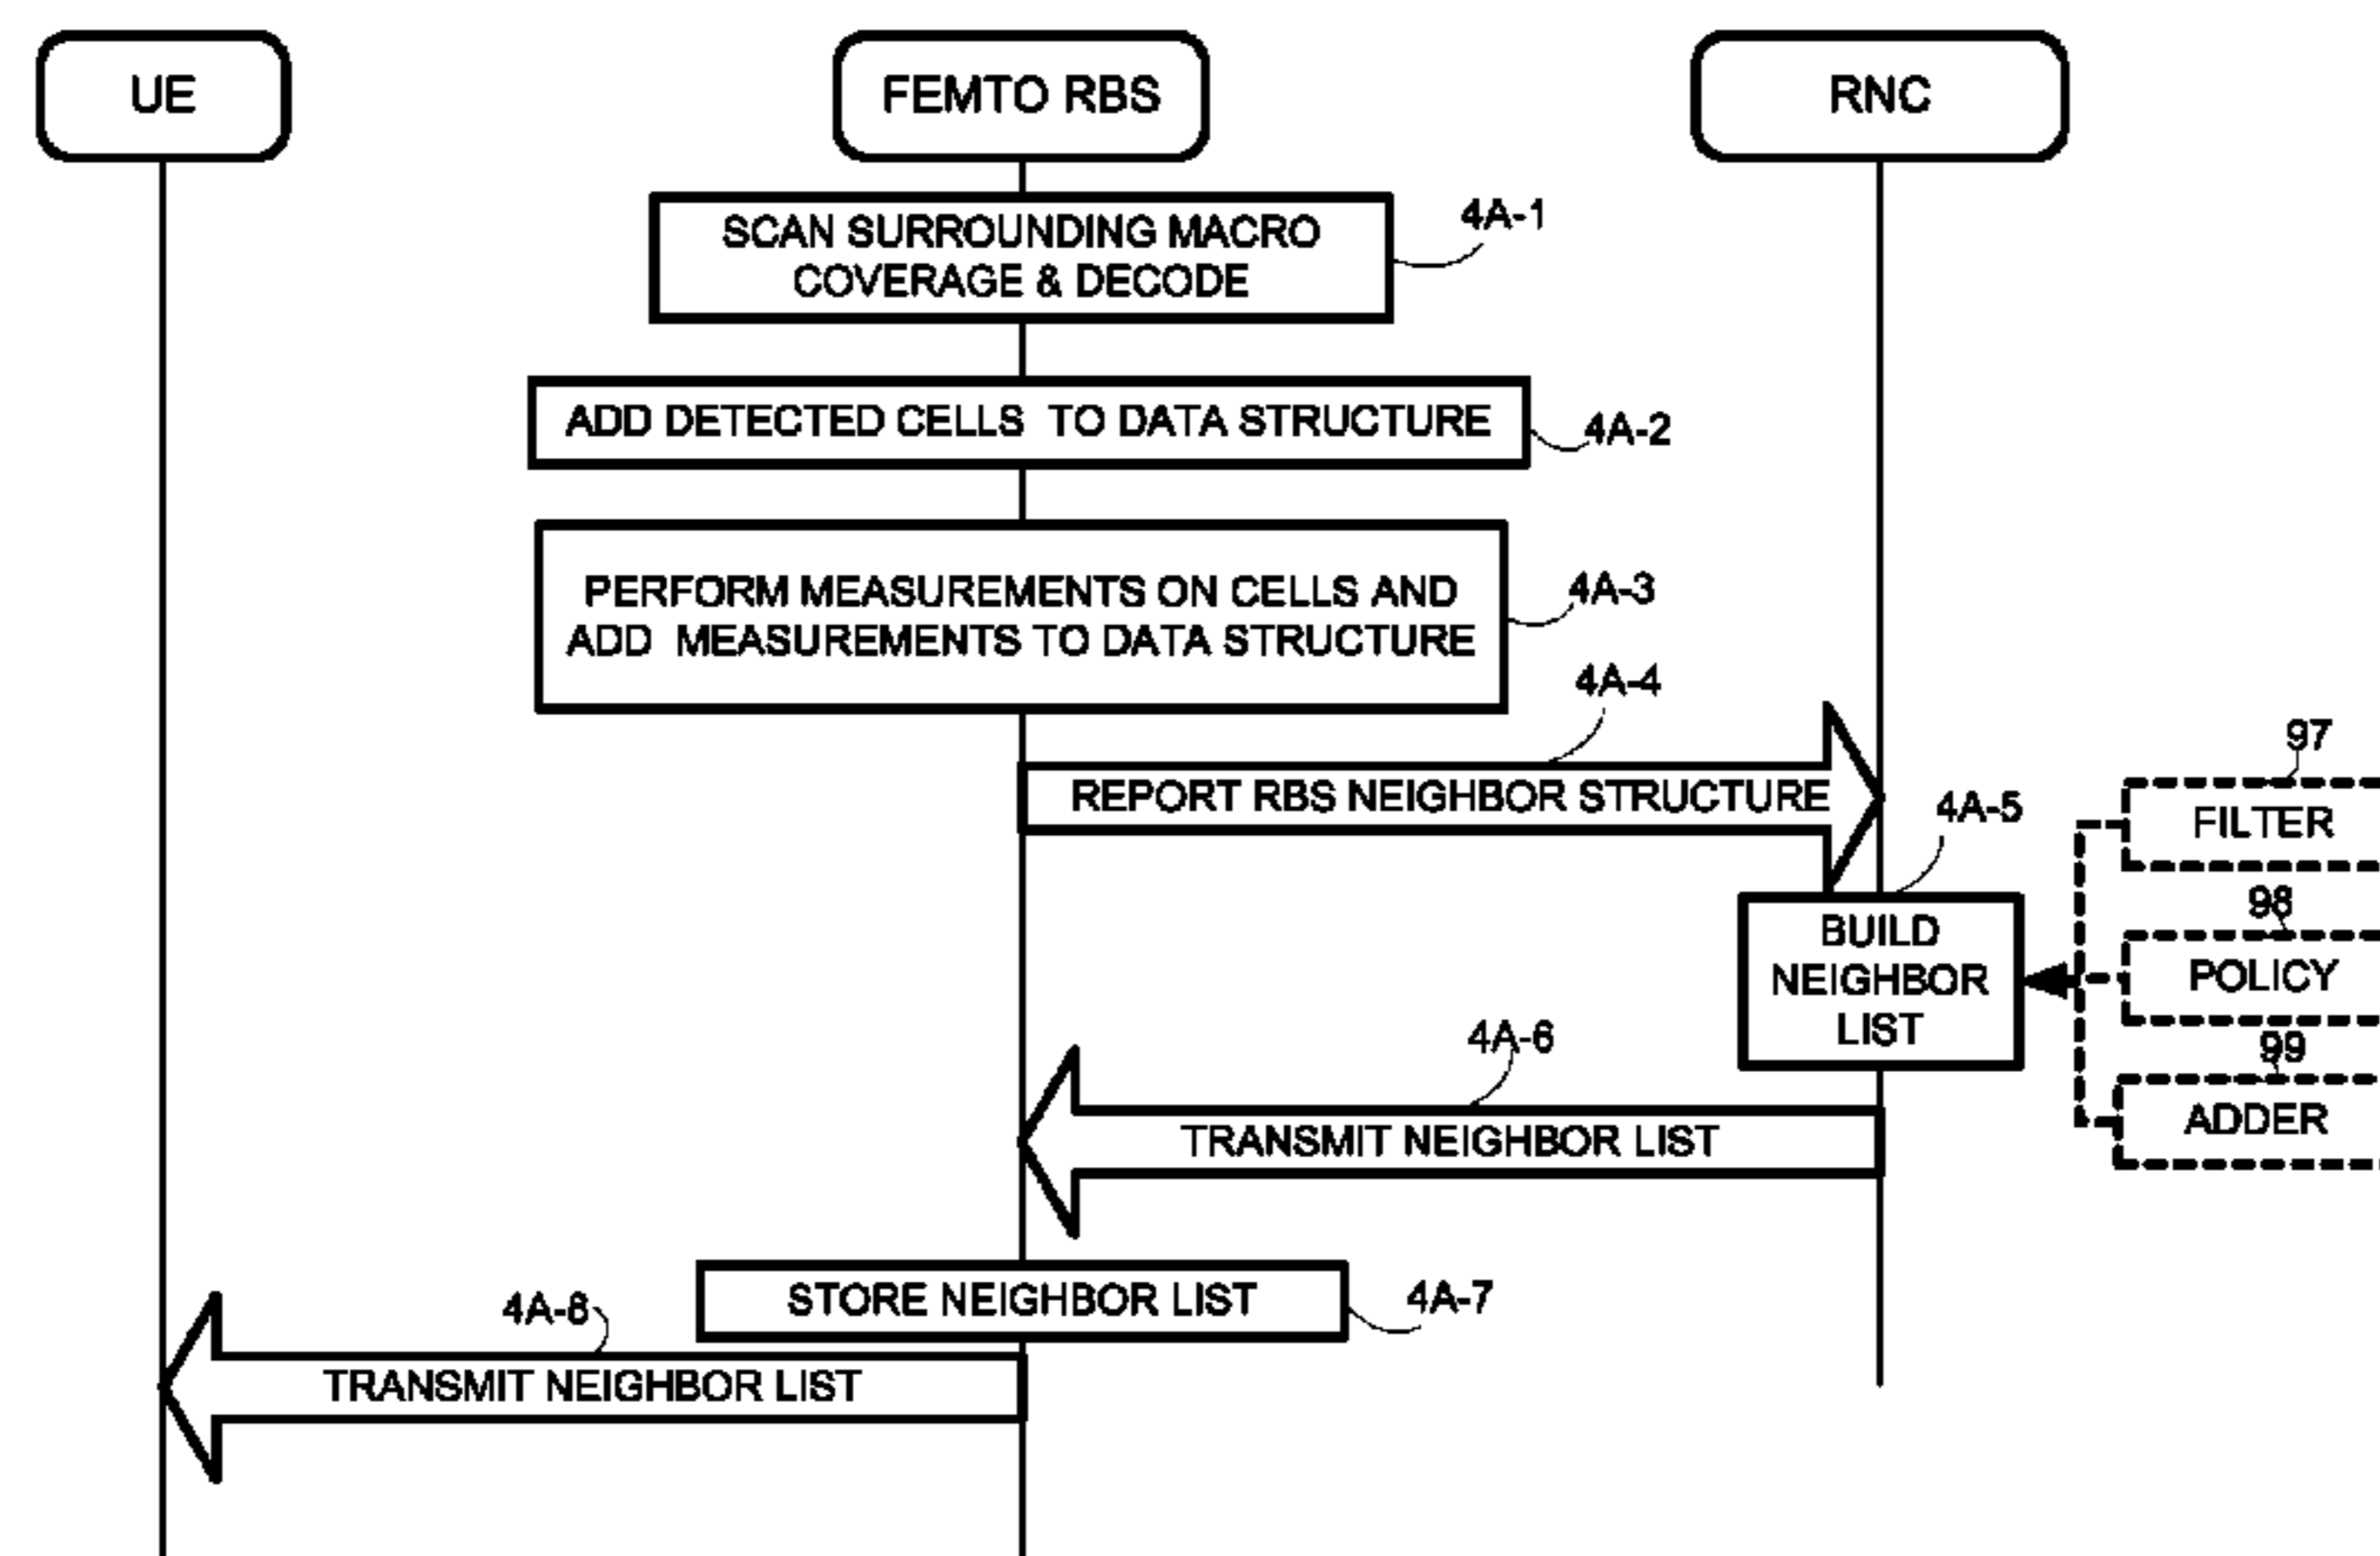 UE
FEMTO RBS
RNC
SCAN SURROUNDING MACRO
COVERAGE & DECODE
4A-1
ADD DETECTED CELLS TO DATA STRUCTURE
4A-2
PERFORM MEASUREMENTS ON CELLS AND
ADD MEASUREMENTS TO DATA STRUCTURE
4A-3
4A-4
REPORT RBS NEIGHBOR STRUCTURE
4A-5
BUILD
NEIGHBOR
LIST
97
FILTER
98
POLICY
99
ADDER
4A-6
TRANSMIT NEIGHBOR LIST
STORE NEIGHBOR LIST
4A-7
4A-8
TRANSMIT NEIGHBOR LIST